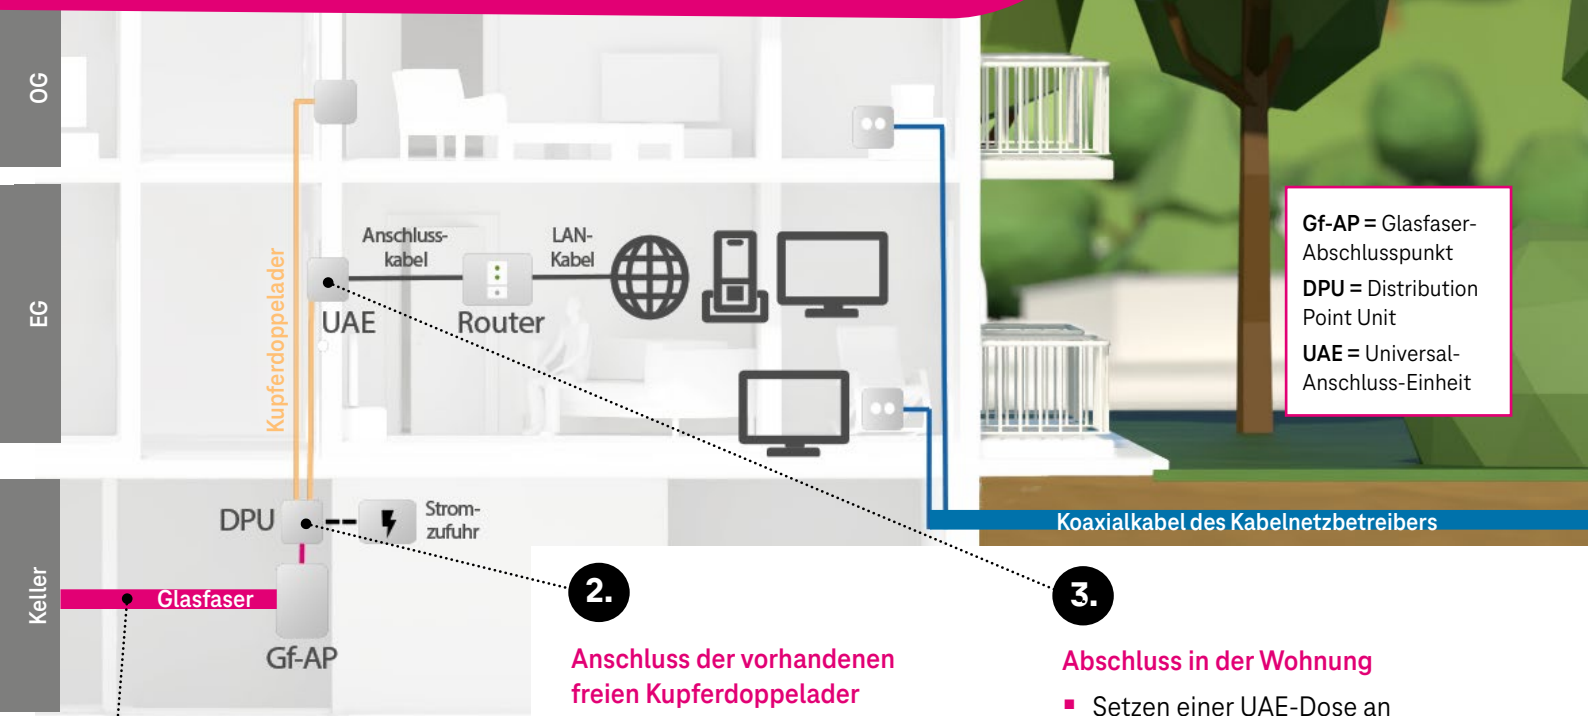 OG
EG
Keller
Kupferdoppelader
Anschluss-
kabel
LAN-
Kabel
UAE
Router
Gf-AP = Glasfaser-
Abschlusspunkt
DPU = Distribution
Point Unit
UAE = Universal-
Anschluss-Einheit
DPU
Strom-
zufuhr
Koaxialkabel des Kabelnetzbetreibers
Glasfaser
Gf-AP
2.
Anschluss der vorhandenen
freien Kupferdoppelader
3.
Abschluss in der Wohnung
▪ Setzen einer UAE-Dose an